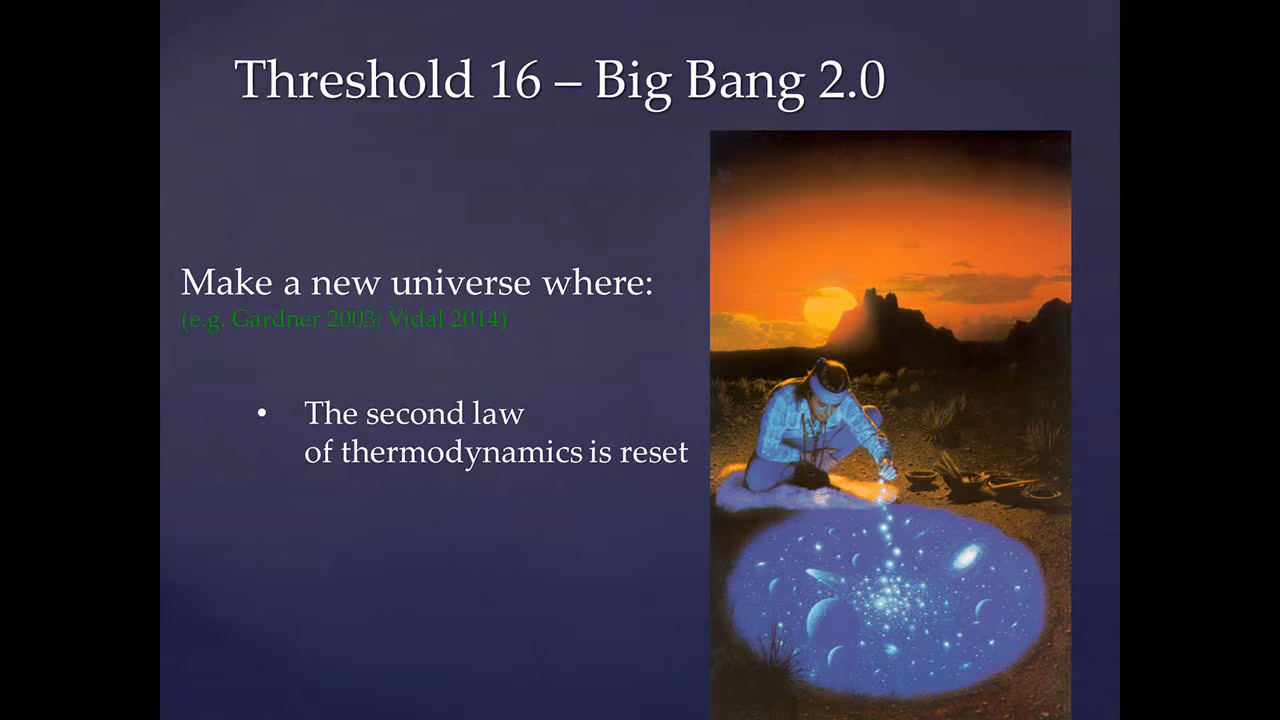 Threshold 16 – Big Bang 2.0
Make a new universe where:
(e.g. Gardner 2003; Vidal 2014)
• The second law
of thermodynamics is reset